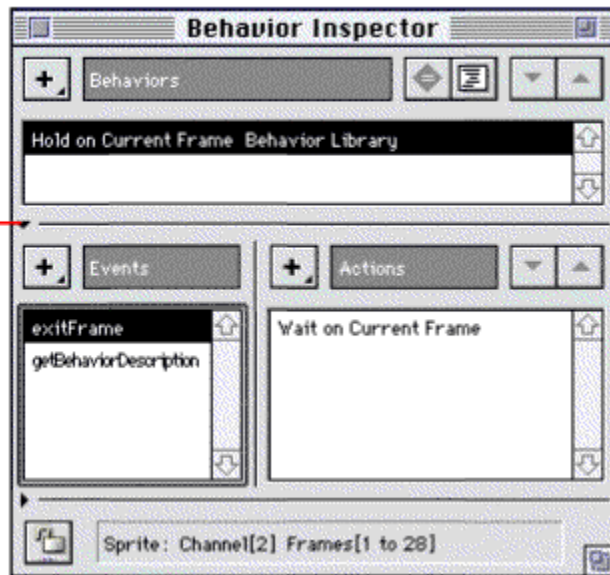 Behavior Inspector
Behaviors
Hold on Current Frame Behavior Library
Events
Actions
exitFrame
getBehaviorDescription
Wait on Current Frame
Sprite: Channel[2] Frames[1 to 28]